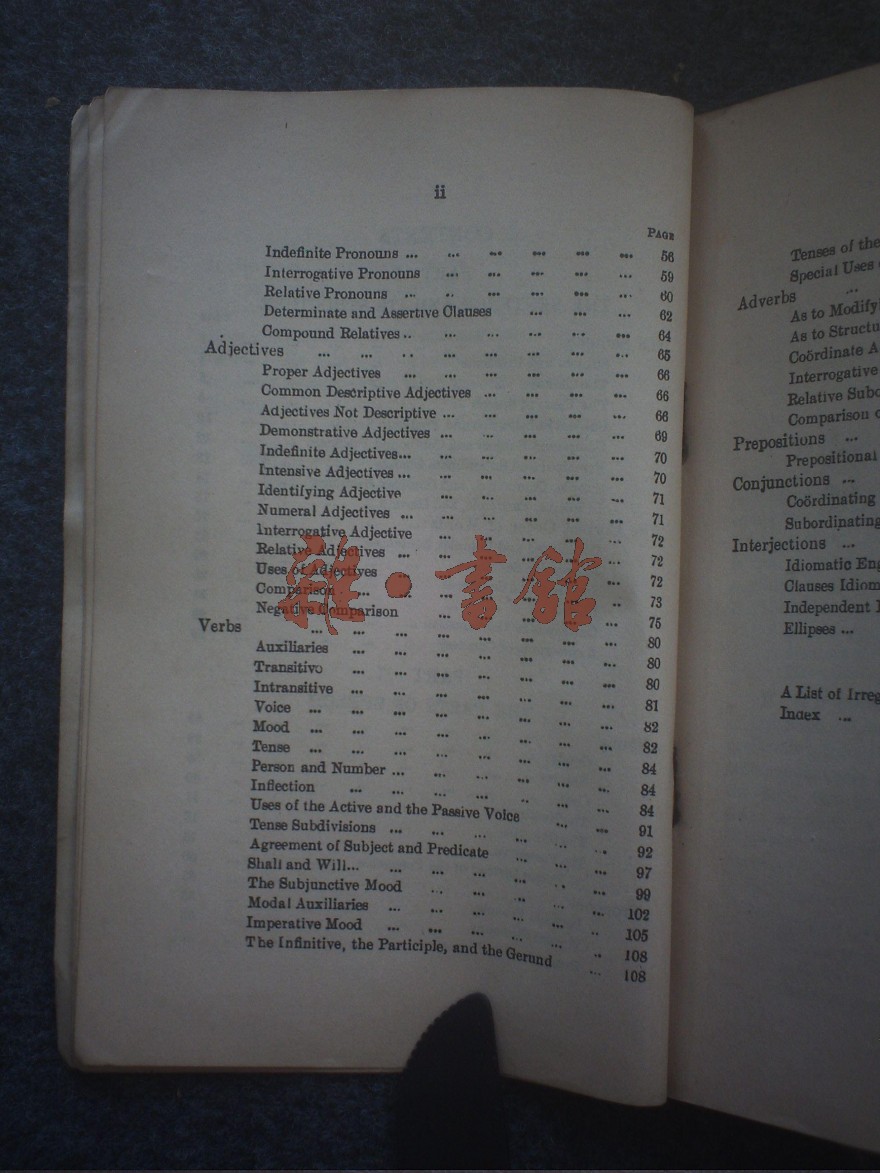 ii
PAGE
Indefinite Pronouns ... ... ... ... ... ... 56
Interrogative Pronouns ... ... ... ... ... 59
Relative Pronouns ... ... ... ... ... ... 60
Determinate and Assertive Clauses ... ... ... 62
Compound Relatives .. ... ... ... ... ... 64
Adjectives ... ... .. ... ... ... ... ... 65
Proper Adjectives ... ... ... ... ... ... 66
Common Descriptive Adjectives ... ... ... ... 66
Adjectives Not Descriptive ... ... ... ... ... 66
Demonstrative Adjectives ... ... ... ... ... 69
Indefinite Adjectives... ... ... ... ... ... 70
Intensive Adjectives ... ... ... ... ... ... 70
Identifying Adjective ... ... ... ... ... 71
Numeral Adjectives ... ... ... ... ... ... 71
Interrogative Adjective ... ... ... ... ... 72
Relative Adjectives ... ... ... ... ... ... 72
Uses of Adjectives ... ... ... ... ... ... 72
Comparison ... ... ... ... ... ... ... 73
Negative Comparison ... ... ... ... ... 75
Verbs ... ... ... ... ... ... ... ... 80
Auxiliaries ... ... ... ... ... ... ... 80
Transitive ... ... ... ... ... ... ... 80
Intransitive ... ... ... ... ... ... ... 81
Voice ... ... ... ... ... ... ... ... 82
Mood ... ... ... ... ... ... ... ... 82
Tense ... ... ... ... ... ... ... ... 84
Person and Number ... ... ... ... ... ... 84
Inflection ... ... ... ... ... ... ... 84
Uses of the Active and the Passive Voice ... ... 91
Tense Subdivisions ... ... ... ... ... ... 92
Agreement of Subject and Predicate ... ... ... 97
Shall and Will... ... ... ... ... ... ... 99
The Subjunctive Mood ... ... ... ... ... 102
Modal Auxiliaries ... ... ... ... ... ... 105
Imperative Mood ... ... ... ... ... ... 108
The Infinitive, the Participle, and the Gerund ... 108
雜·書館
Tenses of the
Special Uses
Adverbs ...
As to Modify
As to Structu
Coördinate A
Interrogative
Relative Subo
Comparison o
Prepositions ...
Prepositional
Conjunctions ...
Coördinating
Subordinating
Interjections ...
Idiomatic Eng
Clauses Idiom
Independent
Ellipses ...
A List of Irreg
Index ...